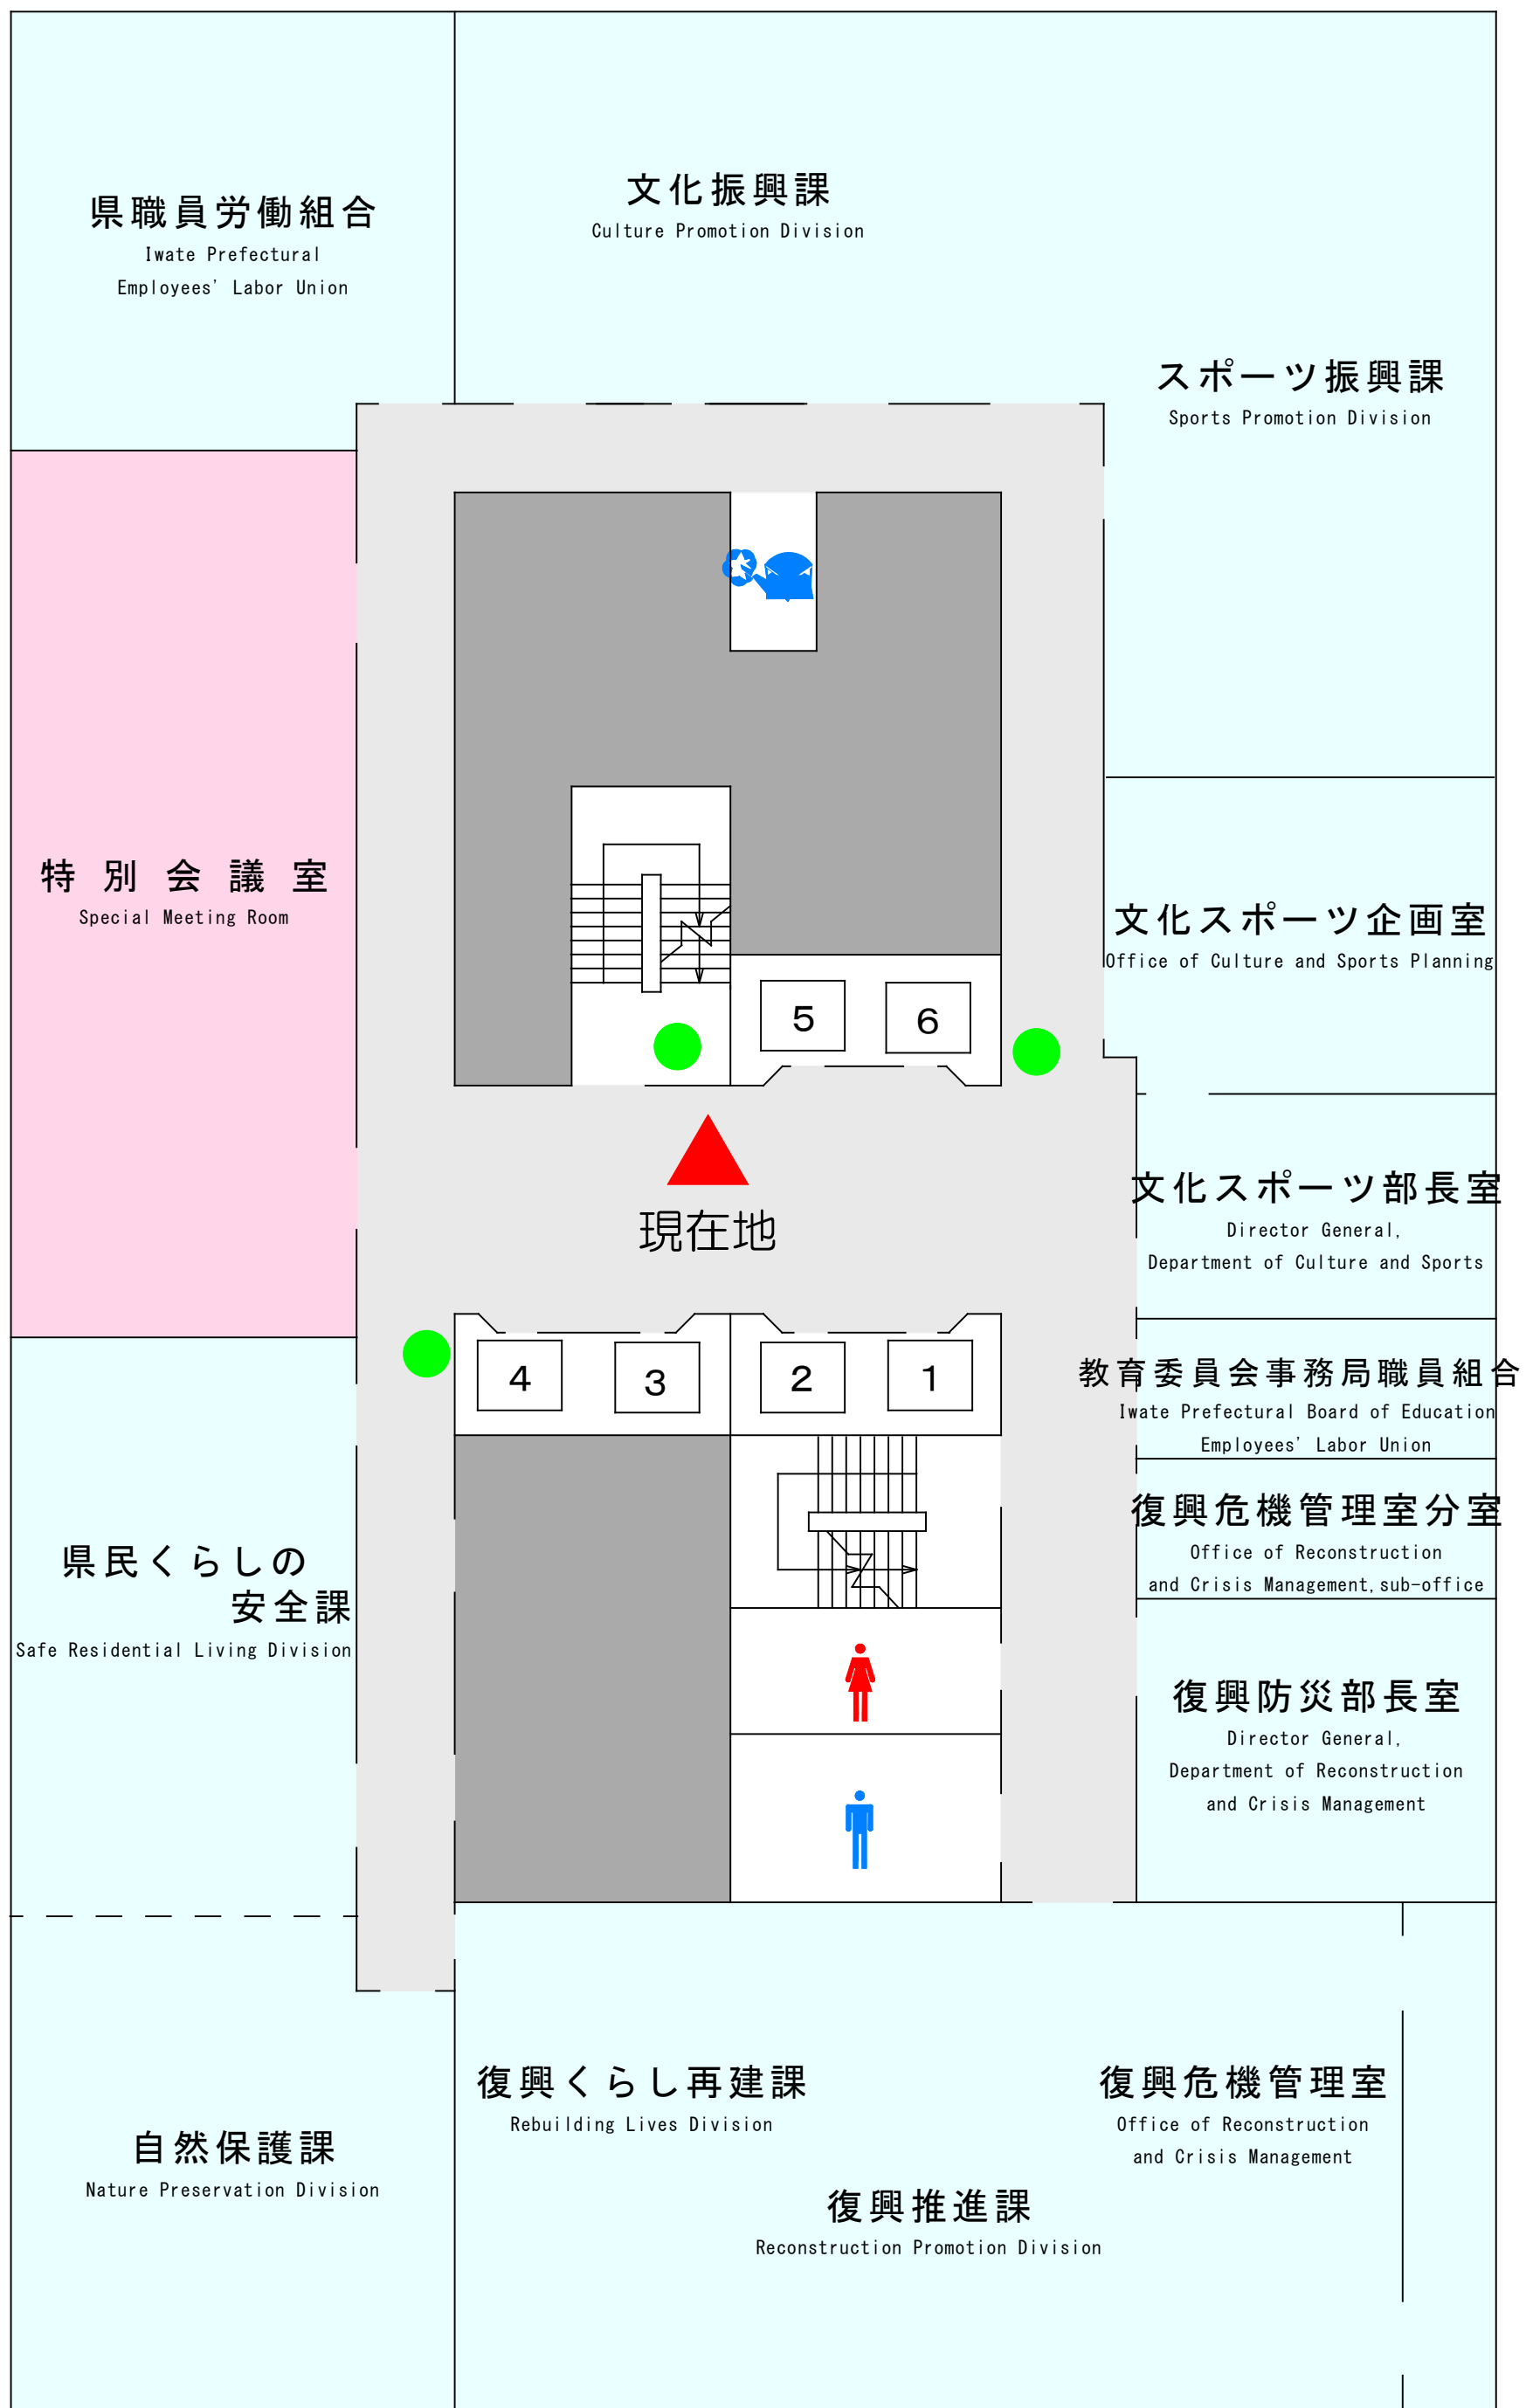 県職員労働組合
Iwate Prefectural
Employees' Labor Union
文化振興課
Culture Promotion Division
スポーツ振興課
Sports Promotion Division
特別会議室
Special Meeting Room
文化スポーツ企画室
Office of Culture and Sports Planning
5
6
現在地
文化スポーツ部長室
Director General,
Department of Culture and Sports
4
3
2
1
教育委員会事務局職員組合
Iwate Prefectural Board of Education
Employees' Labor Union
復興危機管理室分室
Office of Reconstruction
and Crisis Management, sub-office
県民くらしの
安全課
Safe Residential Living Division
復興防災部長室
Director General,
Department of Reconstruction
and Crisis Management
自然保護課
Nature Preservation Division
復興くらし再建課
Rebuilding Lives Division
復興危機管理室
Office of Reconstruction
and Crisis Management
復興推進課
Reconstruction Promotion Division